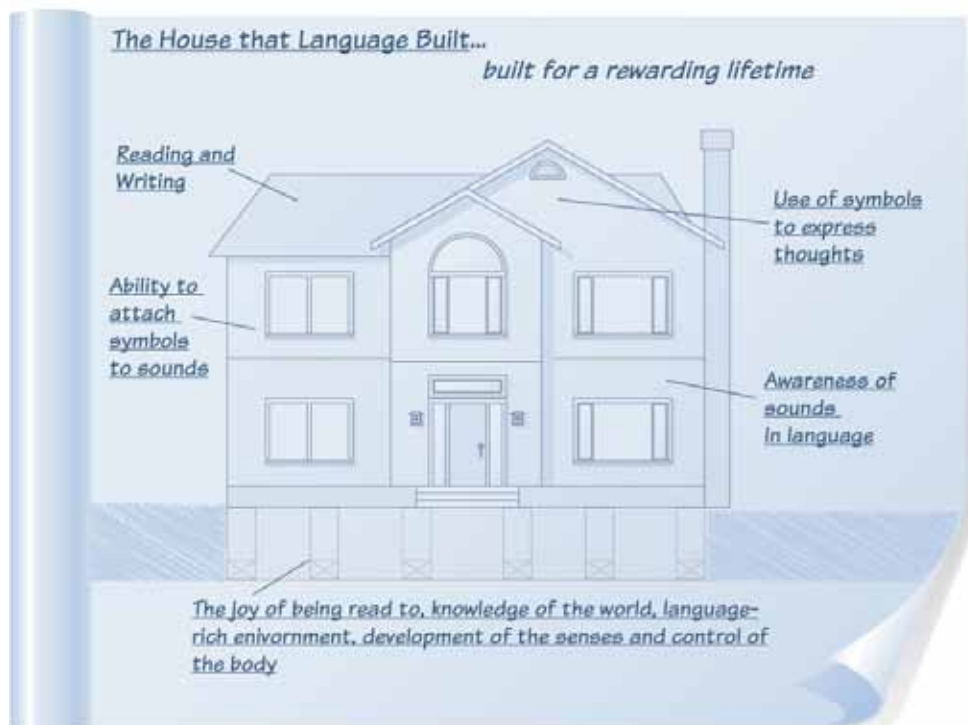 The House that Language Built...
built for a rewarding lifetime
Reading and
Writing
Use of symbols
to express
thoughts
Ability to
attach
symbols
to sounds
Awareness of
sounds
in language
The joy of being read to, knowledge of the world, language-
rich enivornment, development of the senses and control of
the body